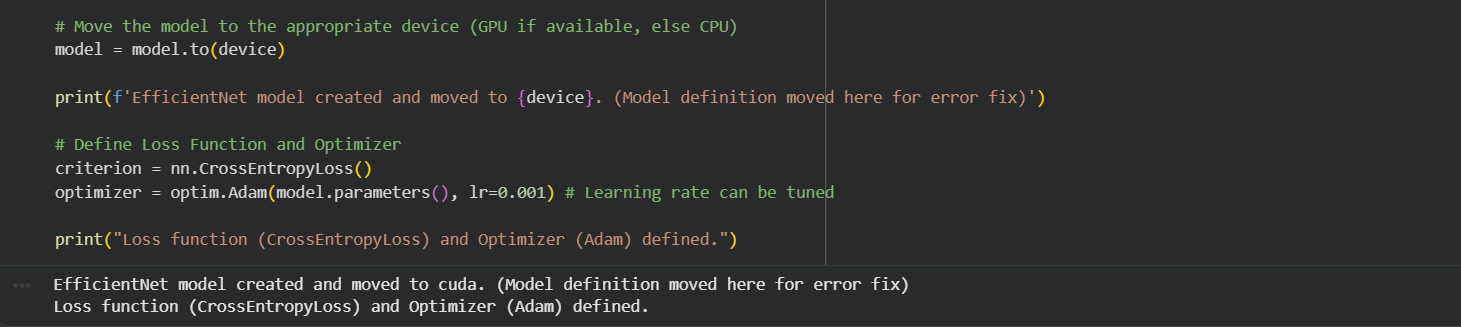 # Move the model to the appropriate device (GPU if available, else CPU)
model = model.to(device)
print(f'EfficientNet model created and moved to {device}. (Model definition moved here for error fix)')
# Define Loss Function and Optimizer
criterion = nn.CrossEntropyLoss()
optimizer = optim.Adam(model.parameters(), lr=0.001) # Learning rate can be tuned
print("Loss function (CrossEntropyLoss) and Optimizer (Adam) defined.")
EfficientNet model created and moved to cuda. (Model definition moved here for error fix)
Loss function (CrossEntropyLoss) and Optimizer (Adam) defined.